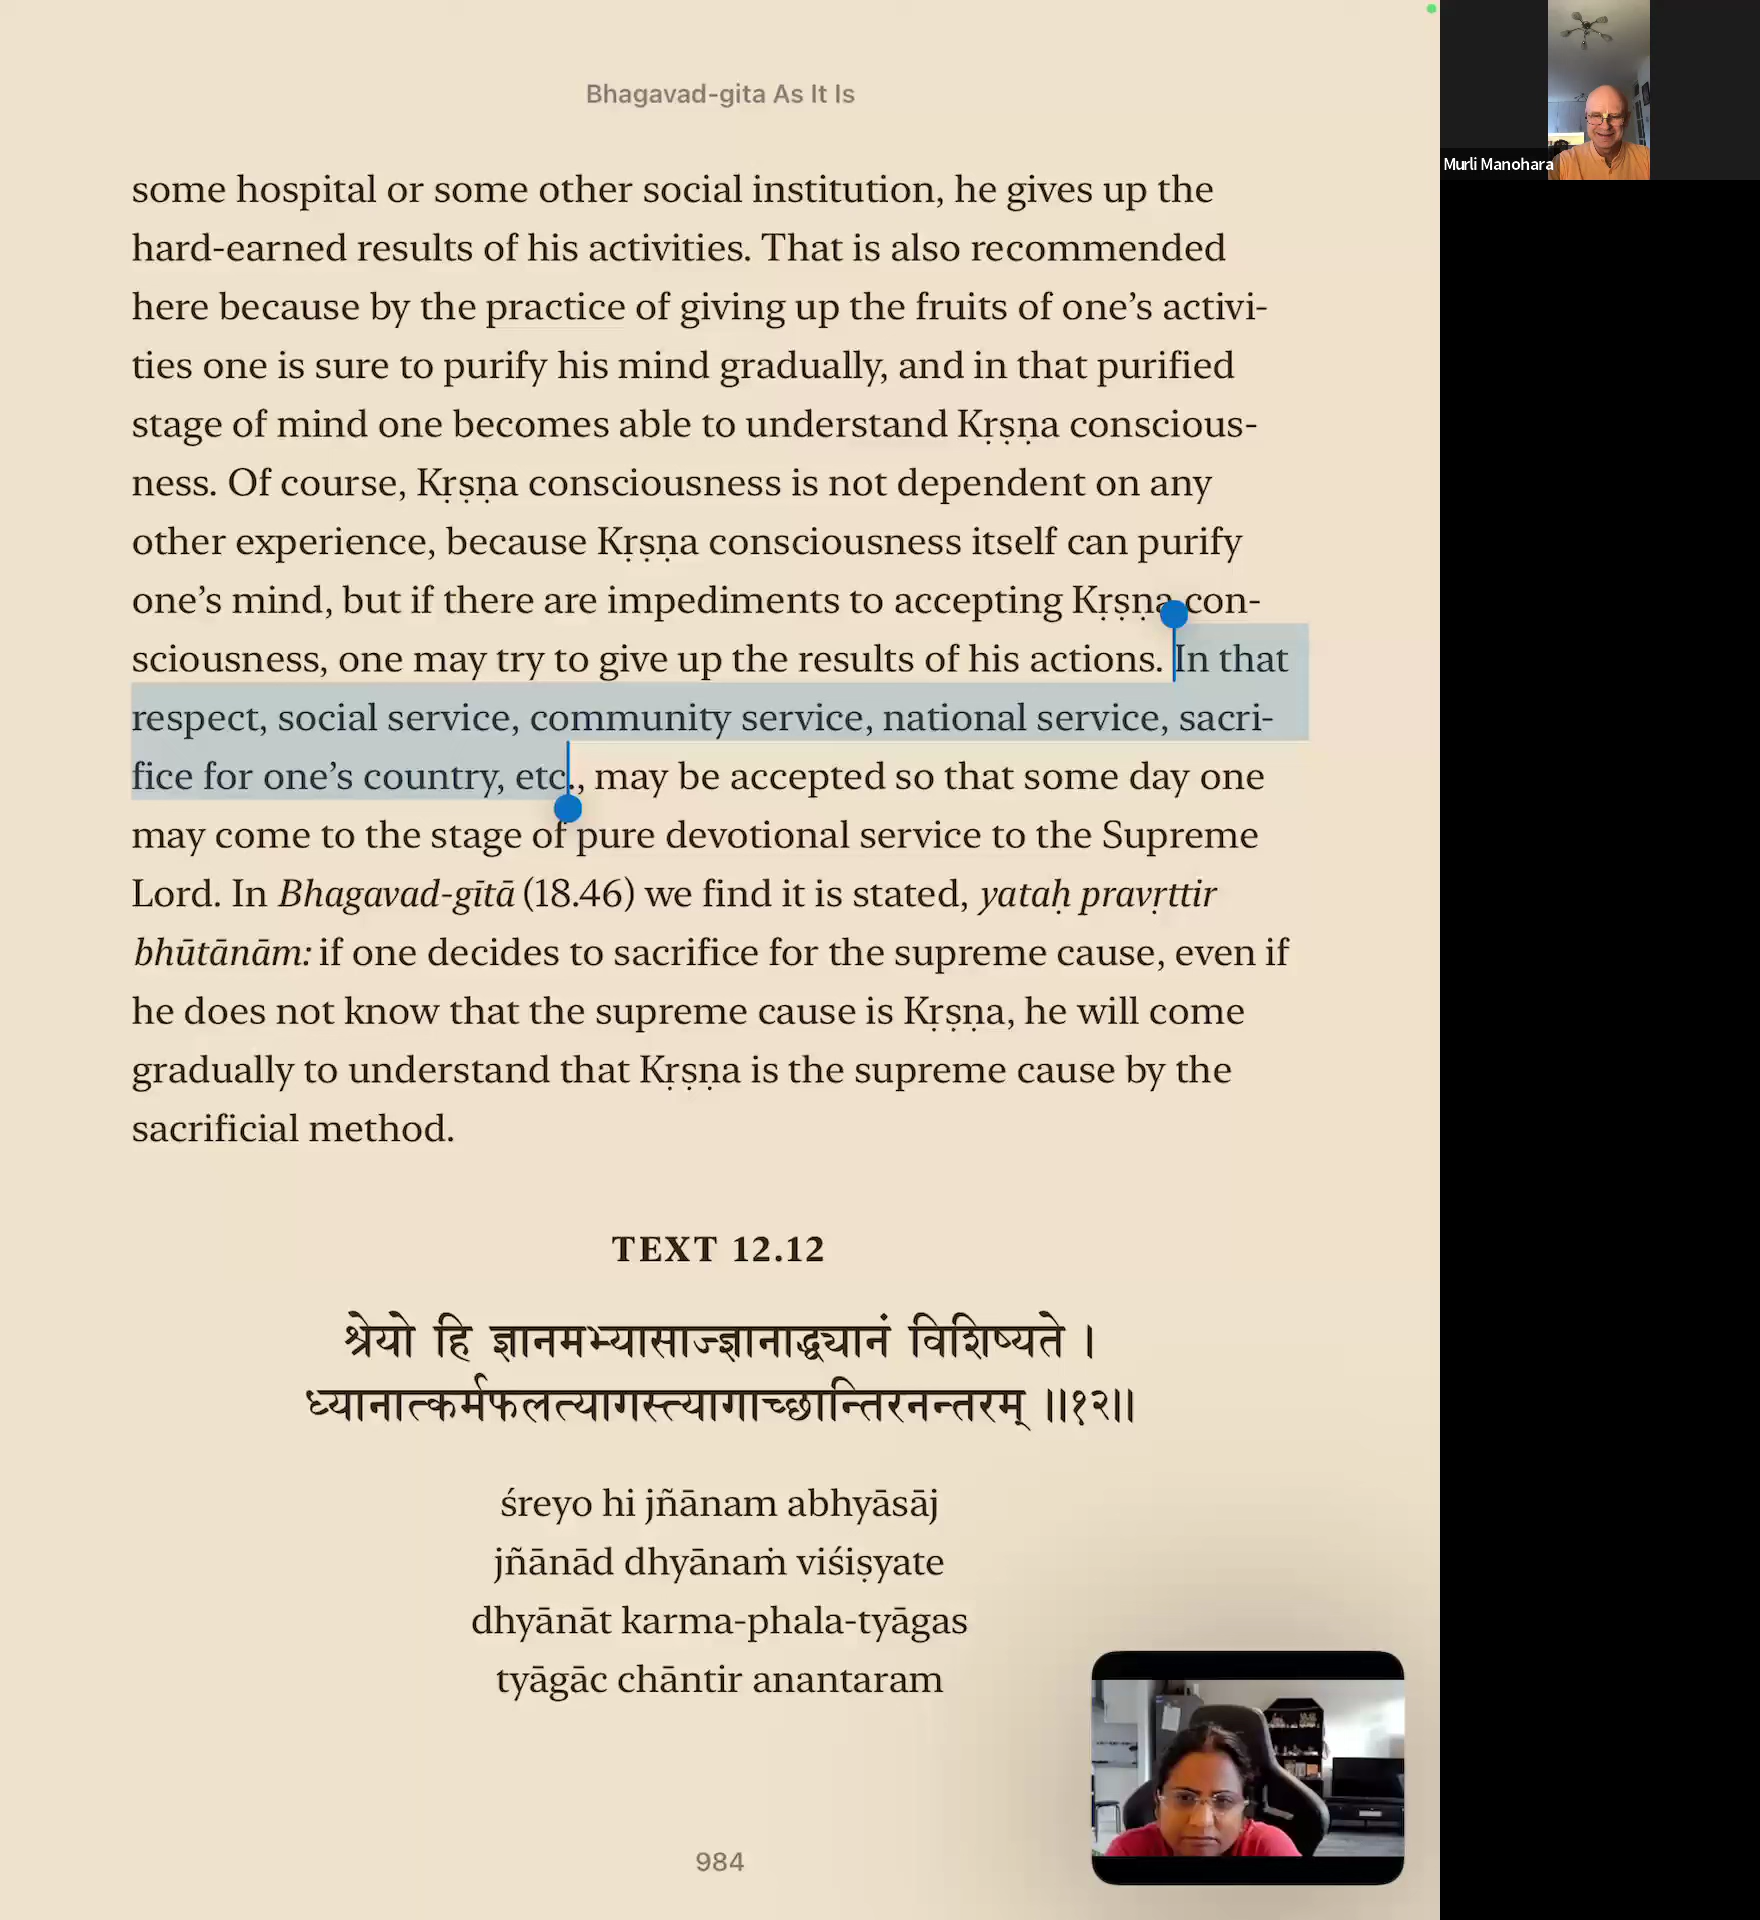 Bhagavad-gita As It Is
some hospital or some other social institution, he gives up the
hard-earned results of his activities. That is also recommended
here because by the practice of giving up the fruits of one’s activi-
ties one is sure to purify his mind gradually, and in that purified
stage of mind one becomes able to understand Kṛṣṇa conscious-
ness. Of course, Kṛṣṇa consciousness is not dependent on any
other experience, because Kṛṣṇa consciousness itself can purify
one’s mind, but if there are impediments to accepting Kṛṣṇa con-
sciousness, one may try to give up the results of his actions. In that
respect, social service, community service, national service, sacri-
fice for one’s country, etc., may be accepted so that some day one
may come to the stage of pure devotional service to the Supreme
Lord. In Bhagavad-gītā (18.46) we find it is stated, yataḥ pravṛttir
bhūtānām: if one decides to sacrifice for the supreme cause, even if
he does not know that the supreme cause is Kṛṣṇa, he will come
gradually to understand that Kṛṣṇa is the supreme cause by the
sacrificial method.
TEXT 12.12
श्रेयो हि ज्ञानमभ्यासाज्ज्ञानाद्ध्यानं विशिष्यते ।
ध्यानात्कर्मफलत्यागस्त्यागाच्छान्तिरनन्तरम् ॥१२॥
śreyo hi jñānam abhyāsāj
jñānād dhyānaṁ viśiṣyate
dhyānāt karma-phala-tyāgas
tyāgāc chāntir anantaram
984
Murli Manohara